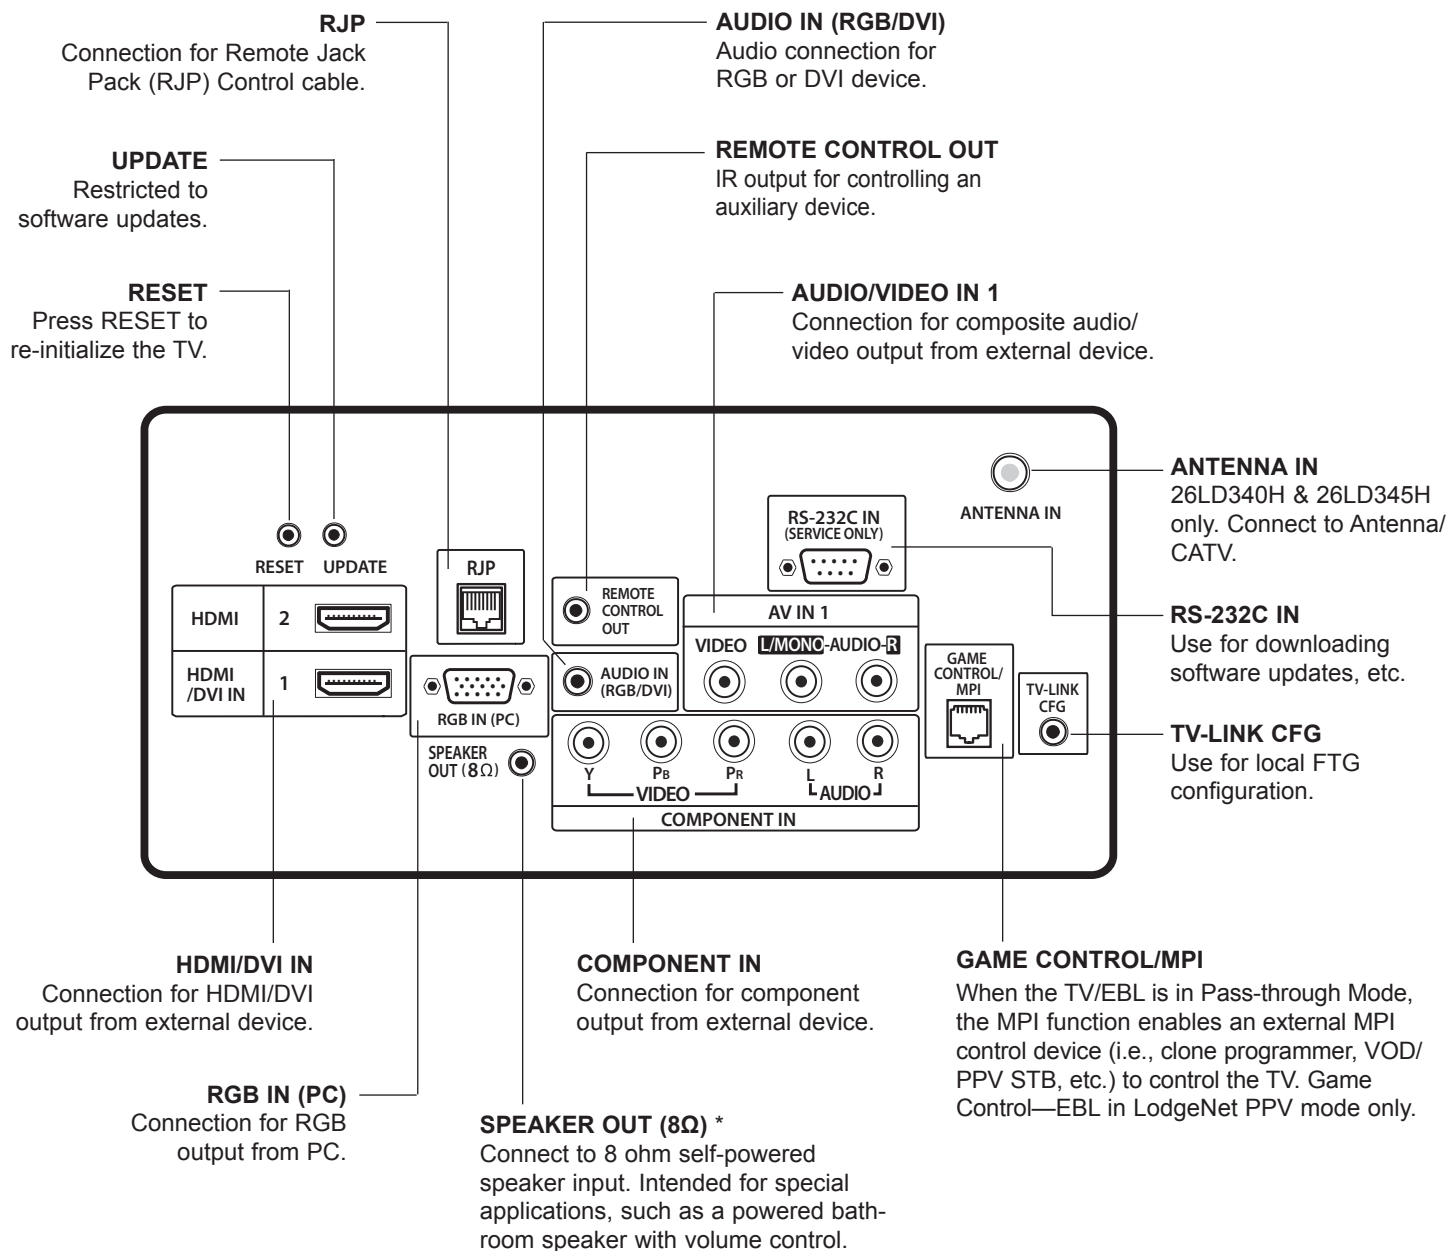 RJP
Connection for Remote Jack
Pack (RJP) Control cable.
AUDIO IN (RGB/DVI)
Audio connection for
RGB or DVI device.
UPDATE
Restricted to
software updates.
REMOTE CONTROL OUT
IR output for controlling an
auxiliary device.
RESET
Press RESET to
re-initialize the TV.
AUDIO/VIDEO IN 1
Connection for composite audio/
video output from external device.
ANTENNA IN
26LD340H & 26LD345H
only. Connect to Antenna/
CATV.
RS-232C IN
Use for downloading
software updates, etc.
TV-LINK CFG
Use for local FTG
configuration.
ANTENNA IN
RS-232C IN
(SERVICE ONLY)
RESET UPDATE
RJP
REMOTE
CONTROL
OUT
AV IN 1
HDMI 2
VIDEO L/MONO-AUDIO-R
HDMI
/DVI IN 1
AUDIO IN
(RGB/DVI)
GAME
CONTROL/
MPI
TV-LINK
CFG
RGB IN (PC)
SPEAKER
OUT (8Ω)
Y PB PR L R
VIDEO AUDIO
COMPONENT IN
HDMI/DVI IN
Connection for HDMI/DVI
output from external device.
COMPONENT IN
Connection for component
output from external device.
GAME CONTROL/MPI
When the TV/EBL is in Pass-through Mode,
the MPI function enables an external MPI
control device (i.e., clone programmer, VOD/
PPV STB, etc.) to control the TV. Game
Control—EBL in LodgeNet PPV mode only.
RGB IN (PC)
Connection for RGB
output from PC.
SPEAKER OUT (8Ω) *
Connect to 8 ohm self-powered
speaker input. Intended for special
applications, such as a powered bath-
room speaker with volume control.